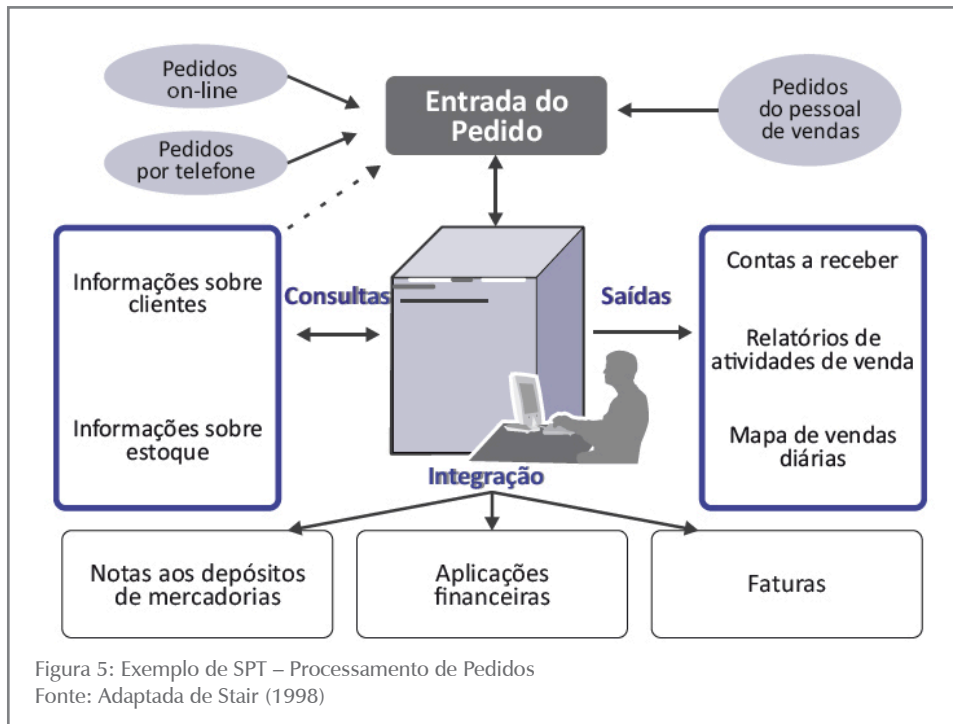 Pedidos
on-line
Entrada do
Pedido
Pedidos
do pessoal
de vendas
Pedidos
por telefone
Informações sobre
clientes
Informações sobre
estoque
Consultas
Saídas
Contas a receber
Relatórios de
atividades de venda
Mapa de vendas
diárias
Integração
Notas aos depósitos
de mercadorias
Aplicações
financeiras
Faturas
Figura 5: Exemplo de SPT – Processamento de Pedidos
Fonte: Adaptada de Stair (1998)